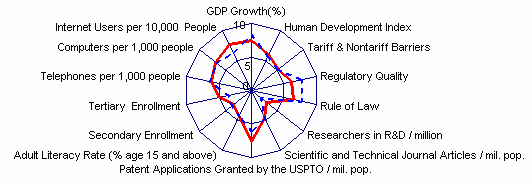 GDP Growth(%)
10
Internet Users per 10,000 People
Human Development Index
Computers per 1,000 people
Tariff & Nontariff Barriers
5
Telephones per 1,000 people
Regulatory Quality
0
Tertiary Enrollment
Rule of Law
Secondary Enrollment
Researchers in R&D / million
Adult Literacy Rate (% age 15 and above)
Scientific and Technical Journal Articles / mil. pop.
Patent Applications Granted by the USPTO / mil. pop.